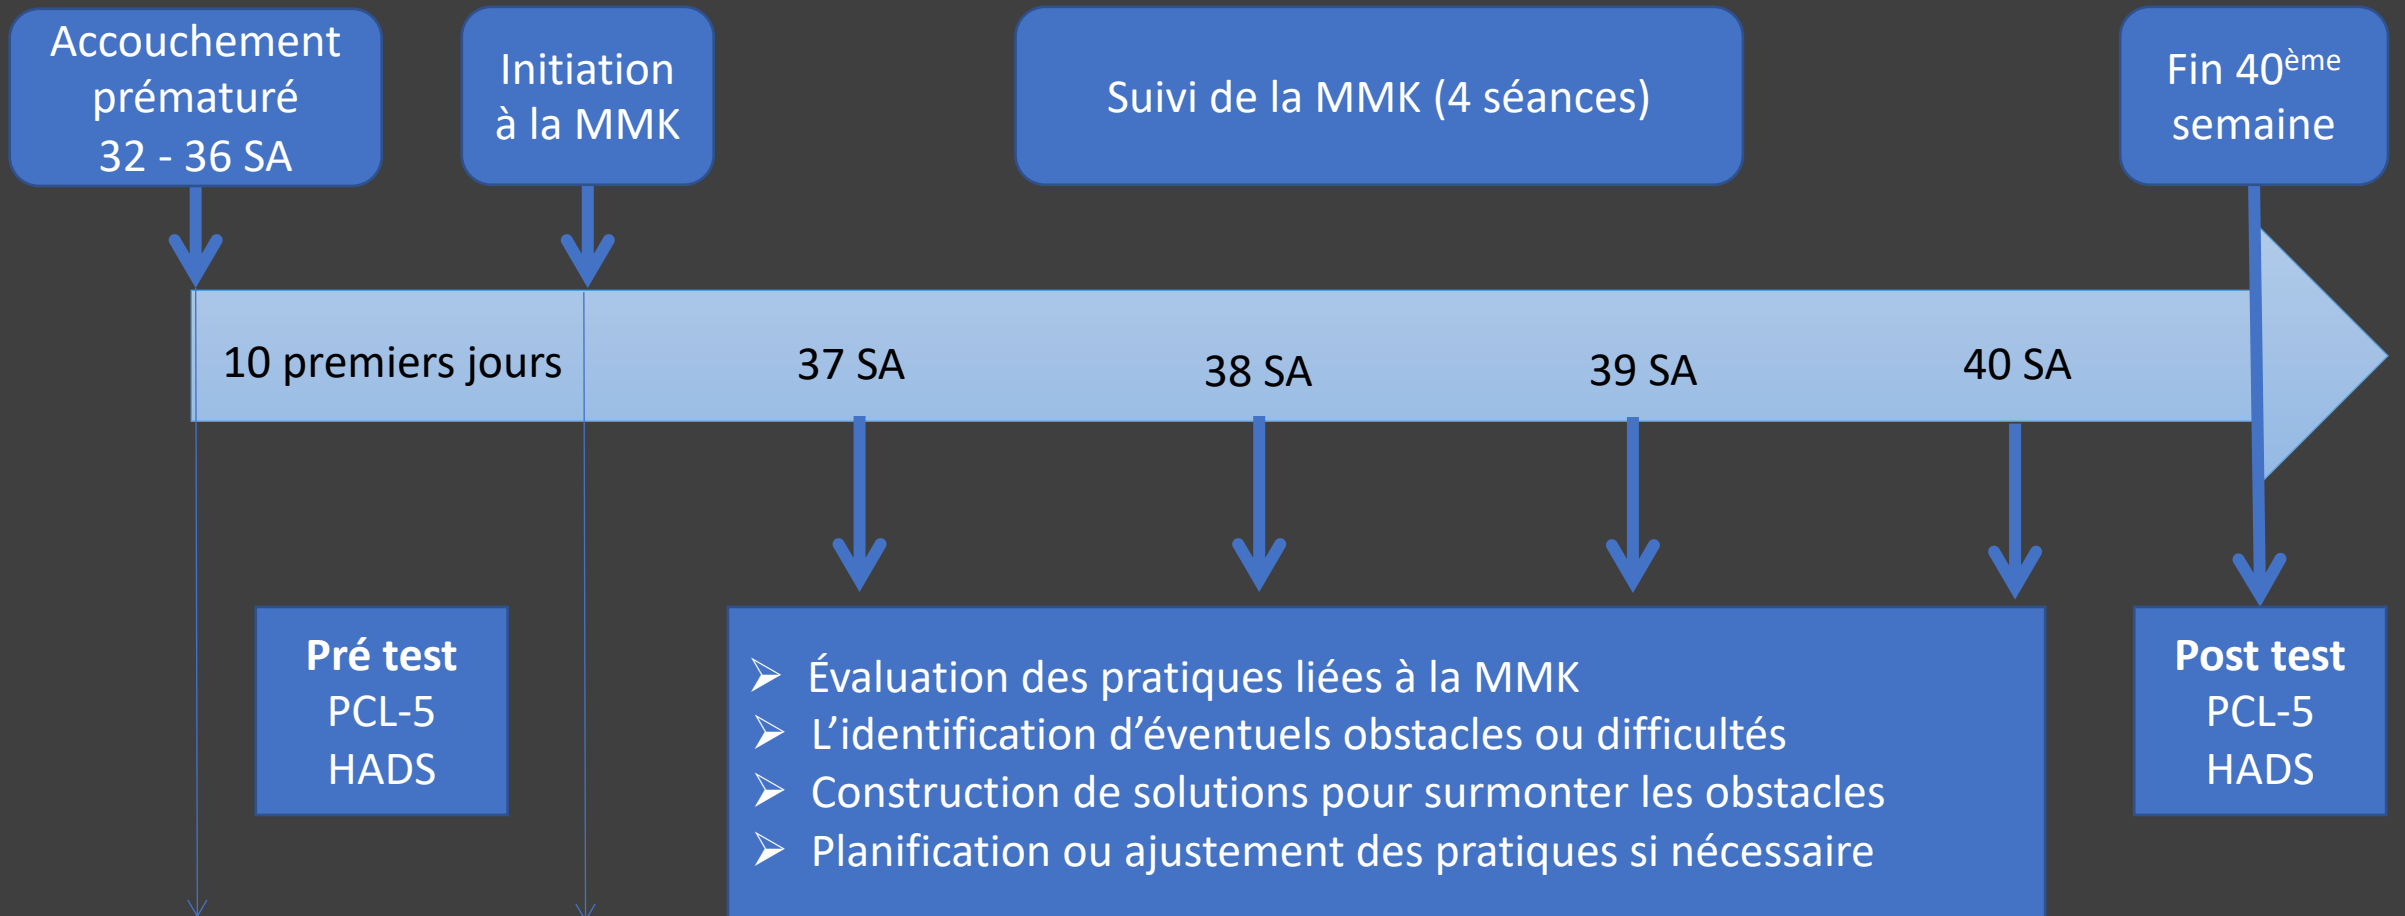 Accouchement
prématuré
32 - 36 SA
Initiation
à la MMK
Suivi de la MMK (4 séances)
Fin 40ème
semaine
10 premiers jours
37 SA
38 SA
39 SA
40 SA
Pré test
PCL-5
HADS
➢ Évaluation des pratiques liées à la MMK
➢ L’identification d’éventuels obstacles ou difficultés
➢ Construction de solutions pour surmonter les obstacles
➢ Planification ou ajustement des pratiques si nécessaire
Post test
PCL-5
HADS